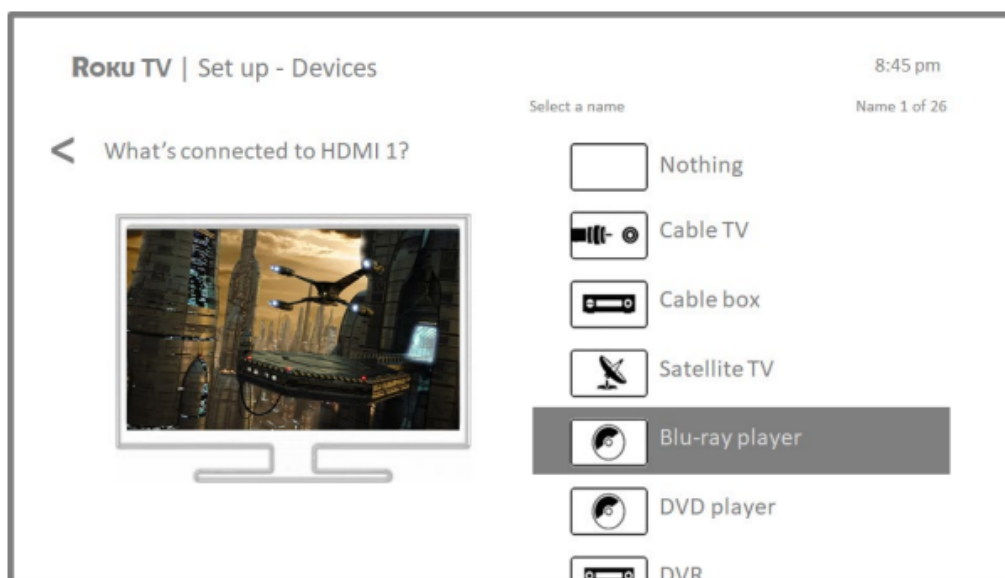 ROKU TV | Set up - Devices
8:45 pm
Select a name
Name 1 of 26
< What's connected to HDMI 1?
Nothing
Cable TV
Cable box
Satellite TV
Blu-ray player
DVD player
DVR